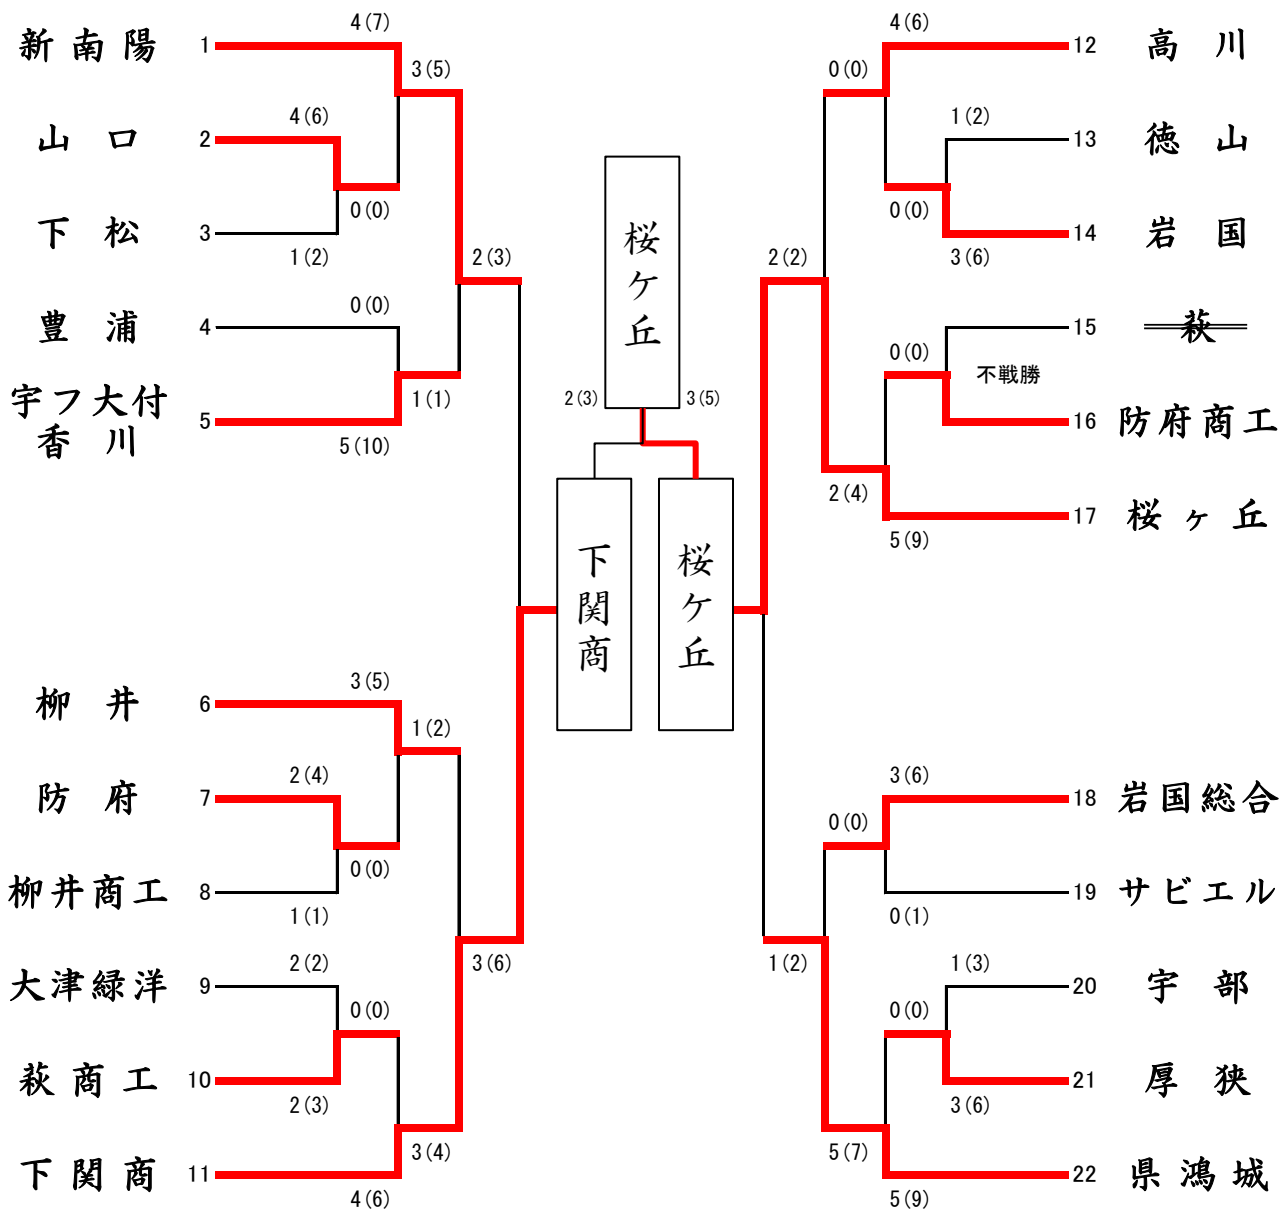 4(7)
新南陽 1
3(5)
4(6)
山口 2
0(0)
下松 3
1(2)
2(3)
0(0)
豊浦 4
1(1)
宇フ大付
香川
5
5(10)
3(5)
柳井 6
1(2)
2(4)
防府 7
0(0)
柳井商工 8
1(1)
3(6)
2(2)
大津緑洋 9
0(0)
萩商工 10
2(3)
3(4)
下関商 11
4(6)
桜ケ丘
2(3)
3(5)
下関商
桜ケ丘
4(6)
12 高川
0(0)
1(2)
13 徳山
0(0)
14 岩国
3(6)
2(2)
15 萩
0(0)
不戦勝
16 防府商工
2(4)
17 桜ヶ丘
5(9)
3(6)
18 岩国総合
0(0)
19 サビエル
0(1)
1(2)
1(3)
20 宇部
0(0)
21 厚狭
3(6)
5(7)
22 県鴻城
5(9)